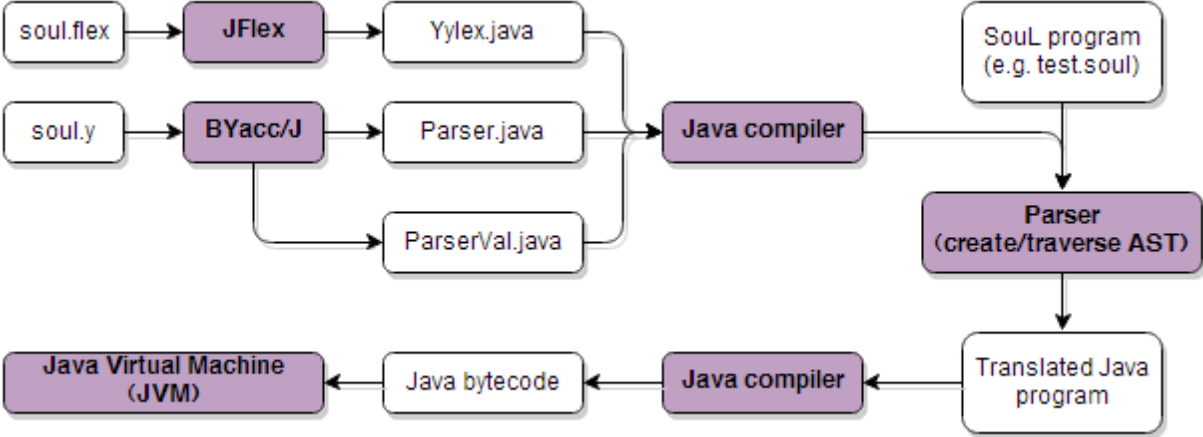 soul.flex
JFlex
Yylex.java
SouL program
(e.g. test.soul)
soul.y
BYacc/J
Parser.java
Java compiler
ParserVal.java
Parser
(create/traverse AST)
Java Virtual Machine
(JVM)
Java bytecode
Java compiler
Translated Java
program